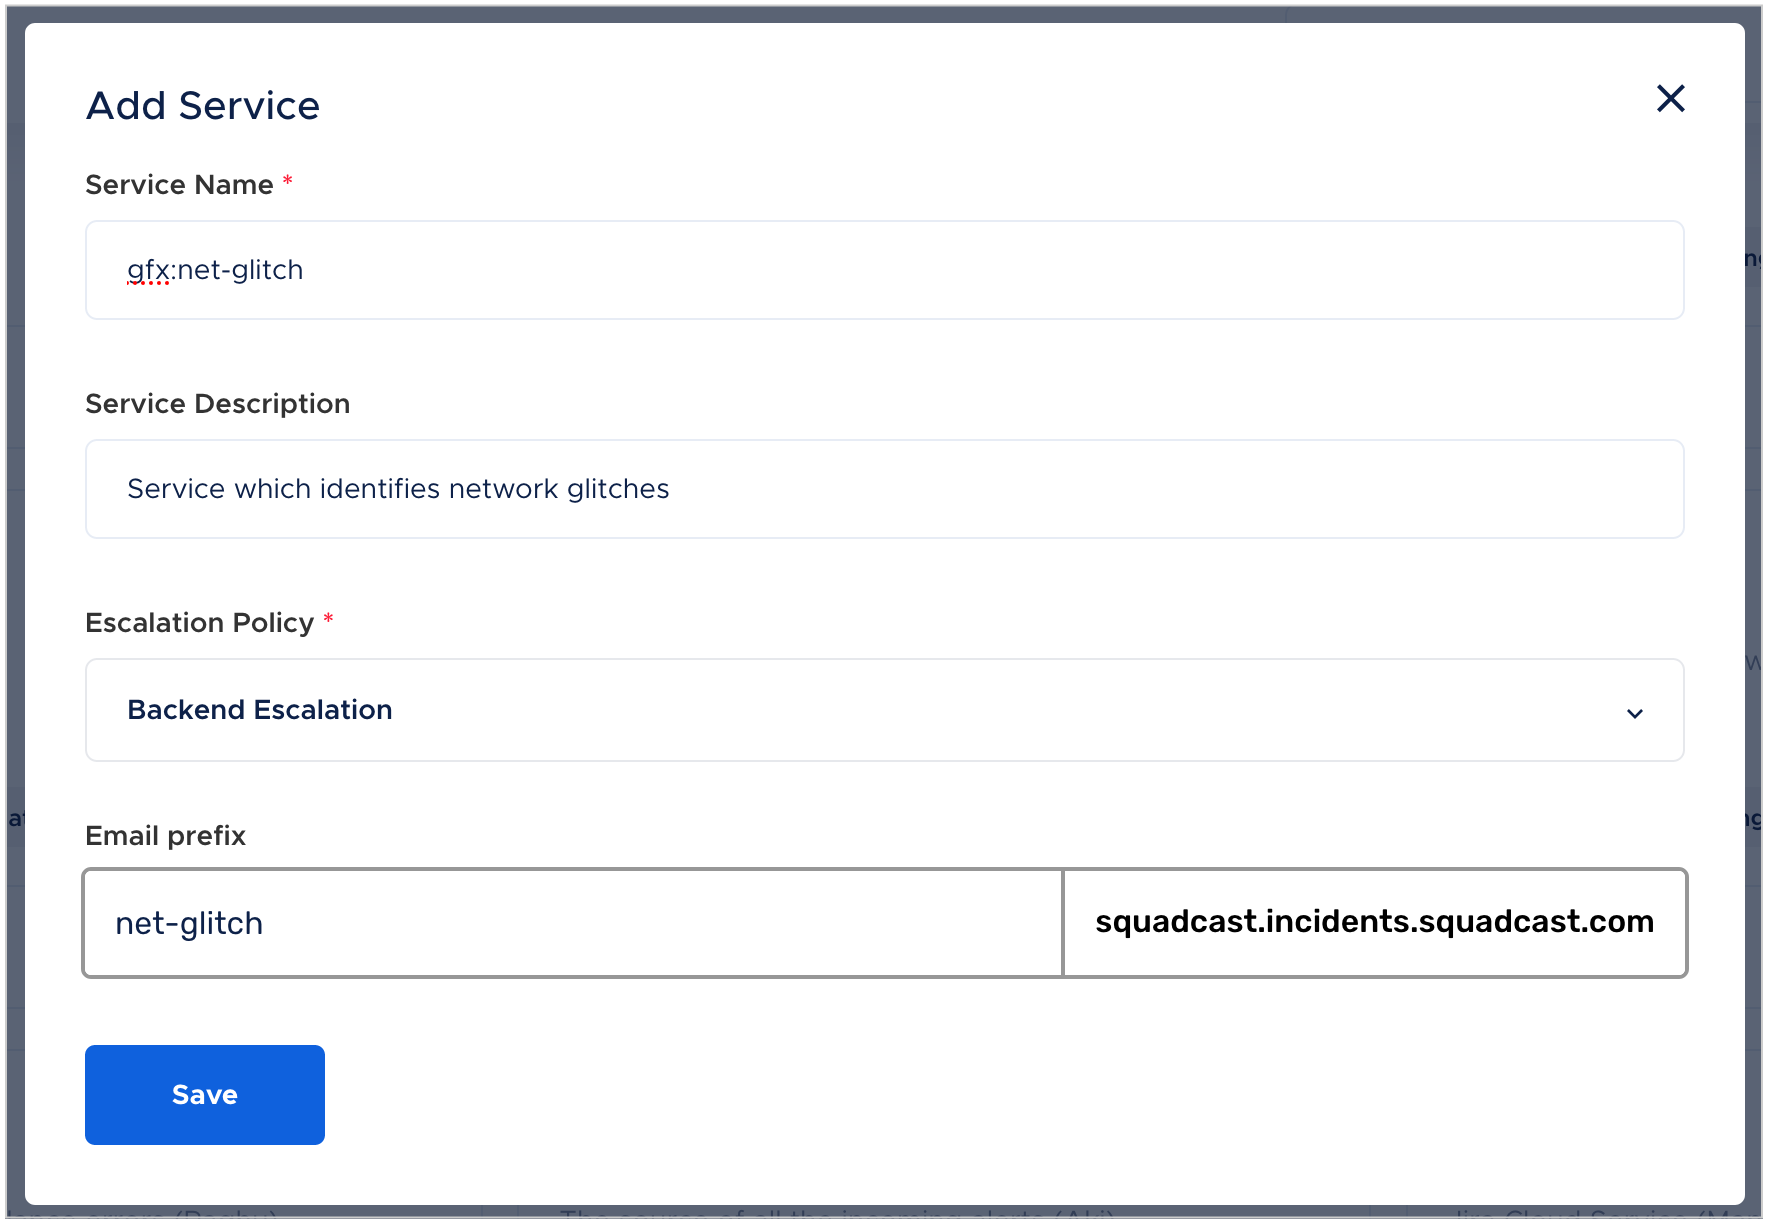 Add Service
Service Name *
gfx:net-glitch
Service Description
Service which identifies network glitches
Escalation Policy *
Backend Escalation
Email prefix
net-glitch
squadcast.incidents.squadcast.com
Save